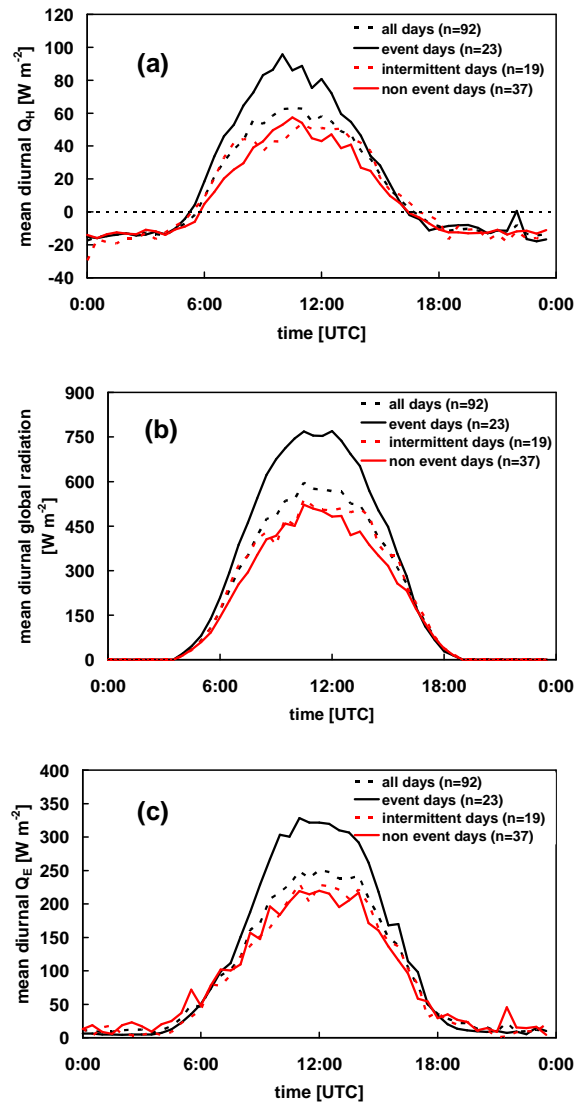 120
100
80
60
40
20
0
-20
-40
mean diurnal Q_H [W m^-2]
(a)
all days (n=92)
event days (n=23)
intermittent days (n=19)
non event days (n=37)
0:00 6:00 12:00 18:00 0:00
time [UTC]
900
750
600
450
300
150
0
mean diurnal global radiation
[W m^-2]
(b)
all days (n=92)
event days (n=23)
intermittent days (n=19)
non event days (n=37)
0:00 6:00 12:00 18:00 0:00
time [UTC]
400
350
300
250
200
150
100
50
0
mean diurnal Q_E [W m^-2]
(c)
all days (n=92)
event days (n=23)
intermittent days (n=19)
non event days (n=37)
0:00 6:00 12:00 18:00 0:00
time [UTC]